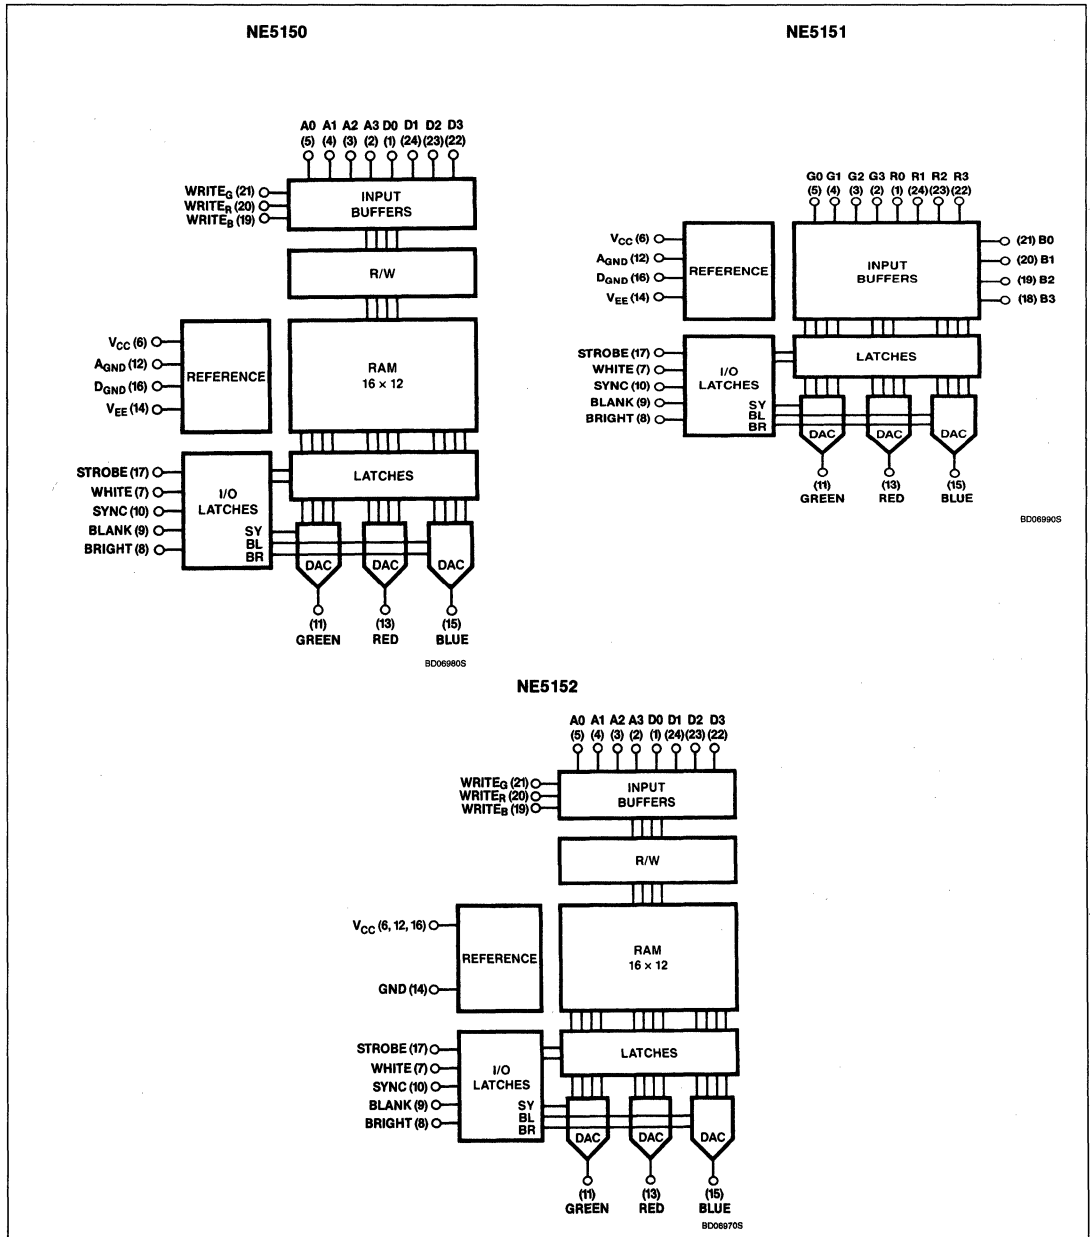 NE5150
A0 A1 A2 A3 D0 D1 D2 D3
(5) (4) (3) (2) (1) (24) (23) (22)
WRITEG (21)
WRITER (20)
WRITEB (19)
INPUT
BUFFERS
R/W
VCC (6)
AGND (12)
DGND (16)
VEE (14)
REFERENCE
RAM
16 × 12
STROBE (17)
WHITE (7)
SYNC (10)
BLANK (9)
BRIGHT (8)
I/O
LATCHES
SY
BL
BR
LATCHES
DAC DAC DAC
(11) (13) (15)
GREEN RED BLUE
BD06980S
NE5151
G0 G1 G2 G3 R0 R1 R2 R3
(5) (4) (3) (2) (1) (24) (23) (22)
VCC (6)
AGND (12)
DGND (16)
VEE (14)
REFERENCE
INPUT
BUFFERS
(21) B0
(20) B1
(19) B2
(18) B3
STROBE (17)
WHITE (7)
SYNC (10)
BLANK (9)
BRIGHT (8)
I/O
LATCHES
SY
BL
BR
LATCHES
DAC DAC DAC
(11) (13) (15)
GREEN RED BLUE
BD06990S
NE5152
A0 A1 A2 A3 D0 D1 D2 D3
(5) (4) (3) (2) (1) (24) (23) (22)
WRITEG (21)
WRITER (20)
WRITEB (19)
INPUT
BUFFERS
R/W
VCC (6, 12, 16)
GND (14)
REFERENCE
RAM
16 × 12
STROBE (17)
WHITE (7)
SYNC (10)
BLANK (9)
BRIGHT (8)
I/O
LATCHES
SY
BL
BR
LATCHES
DAC DAC DAC
(11) (13) (15)
GREEN RED BLUE
BD06970S